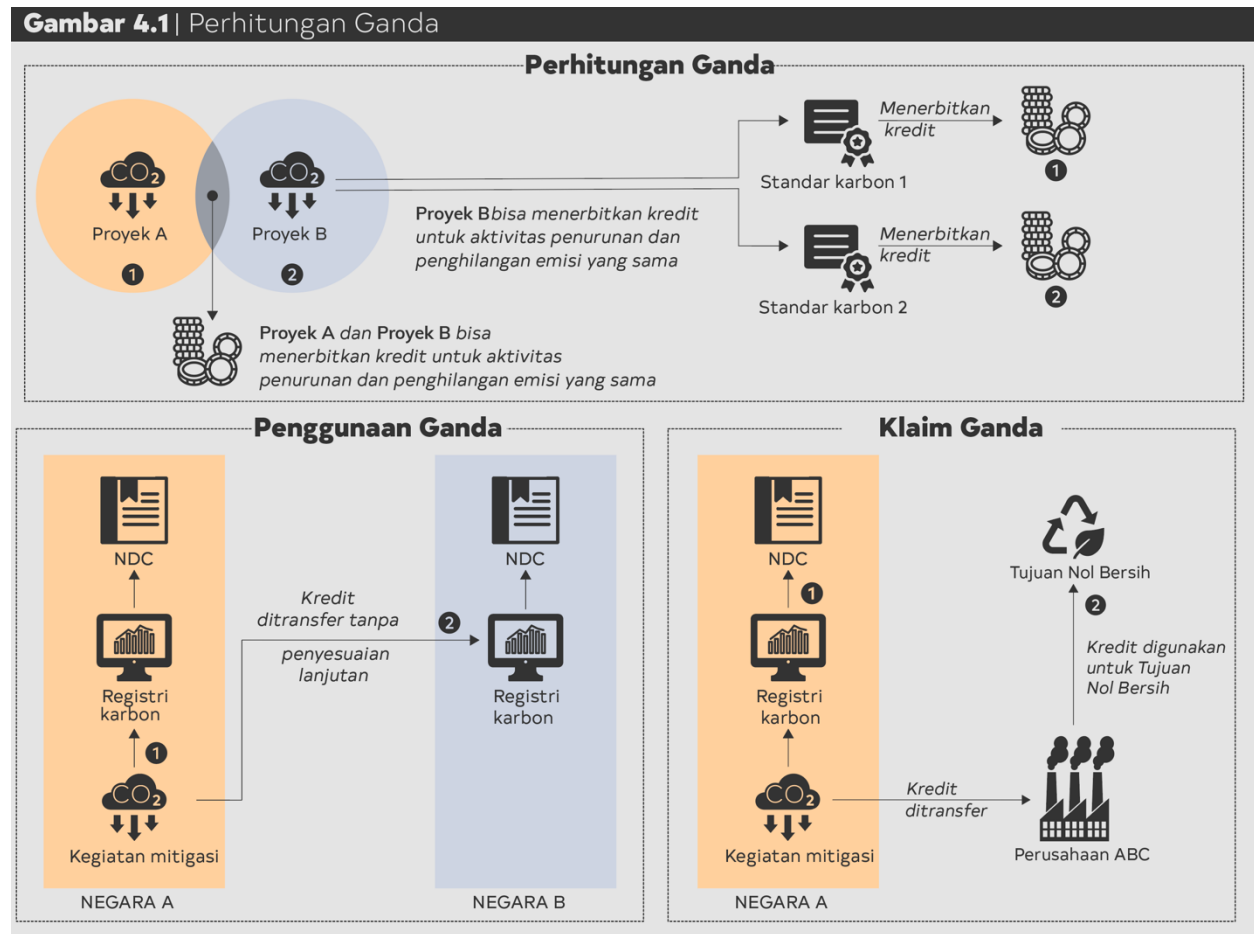 Gambar 4.1 | Perhitungan Ganda
Perhitungan Ganda
CO2
Proyek A
1
CO2
Proyek B
2
Proyek B bisa menerbitkan kredit
untuk aktivitas penurunan dan
penghilangan emisi yang sama
Proyek A dan Proyek B bisa
menerbitkan kredit untuk aktivitas
penurunan dan penghilangan emisi yang sama
Standar karbon 1
Menerbitkan
kredit
1
Standar karbon 2
Menerbitkan
kredit
2
Penggunaan Ganda
NDC
Registri
karbon
1
CO2
Kegiatan mitigasi
NEGARA A
Kredit
ditransfer tanpa
penyesuaian
lanjutan
2
NDC
Registri
karbon
NEGARA B
Klaim Ganda
NDC
1
Registri
karbon
CO2
Kegiatan mitigasi
NEGARA A
Kredit
ditransfer
Tujuan Nol Bersih
2
Kredit digunakan
untuk Tujuan
Nol Bersih
Perusahaan ABC